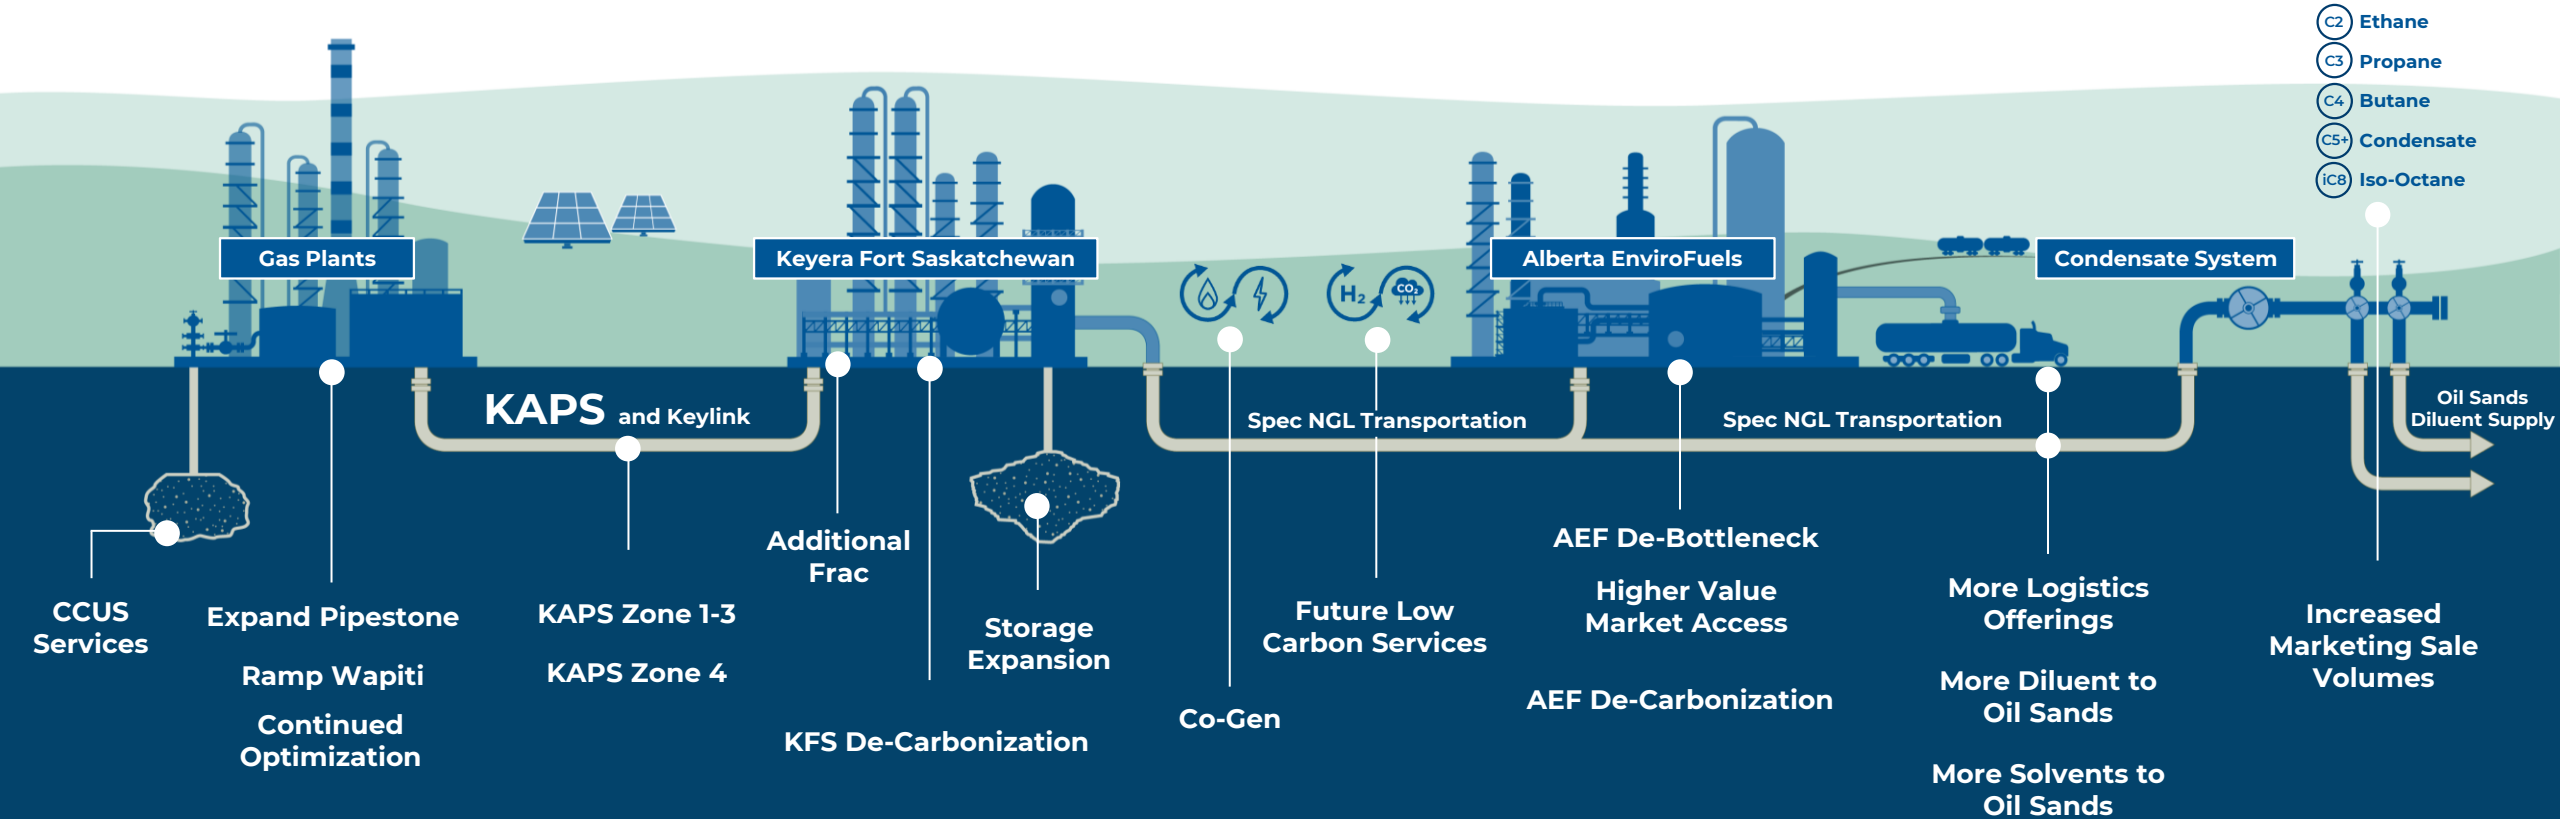 C2 Ethane
C3 Propane
C4 Butane
C5+ Condensate
iC8 Iso-Octane
Gas Plants
Keyera Fort Saskatchewan
Alberta EnviroFuels
Condensate System
H2
CO2
KAPS and Keylink
Spec NGL Transportation
Spec NGL Transportation
Oil Sands
Diluent Supply
CCUS
Services
Expand Pipestone
Ramp Wapiti
Continued
Optimization
KAPS Zone 1-3
KAPS Zone 4
Additional
Frac
KFS De-Carbonization
Storage
Expansion
Co-Gen
Future Low
Carbon Services
AEF De-Bottleneck
Higher Value
Market Access
AEF De-Carbonization
More Logistics
Offerings
More Diluent to
Oil Sands
More Solvents to
Oil Sands
Increased
Marketing Sale
Volumes